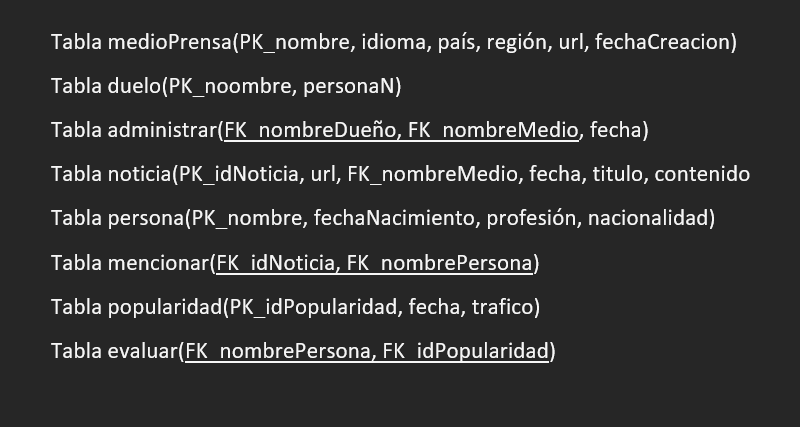 Tabla medioPrensa(PK_nombre, idioma, país, región, url, fechaCreacion)
Tabla duelo(PK_noombre, personaN)
Tabla administrar(FK_nombreDueño, FK_nombreMedio, fecha)
Tabla noticia(PK_idNoticia, url, FK_nombreMedio, fecha, titulo, contenido
Tabla persona(PK_nombre, fechaNacimiento, profesión, nacionalidad)
Tabla mencionar(FK_idNoticia, FK_nombrePersona)
Tabla popularidad(PK_idPopularidad, fecha, trafico)
Tabla evaluar(FK_nombrePersona, FK_idPopularidad)